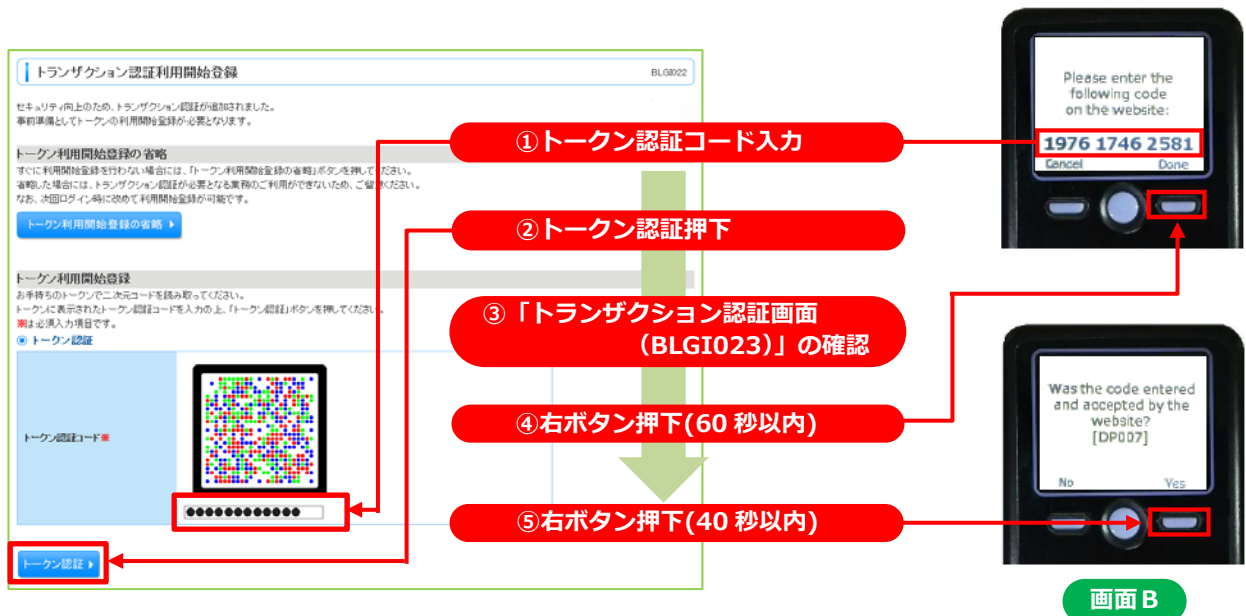 トランザクション認証利用開始登録
BLGI022
セキュリティ向上のため、トランザクション認証が追加されました。
事前準備としてトークンの利用開始登録が必要となります。
トークン利用開始登録の省略
すぐに利用開始登録を行わない場合には、「トークン利用開始登録の省略」ボタンを押してください。
省略した場合には、トランザクション認証が必要となる業務のご利用ができないため、ご留意ください。
なお、次回ログイン時に改めて利用開始登録が可能です。
トークン利用開始登録の省略
トークン利用開始登録
お手持ちのトークンで二次元コードを読み取ってください。
トークンに表示されたトークン認証コードを入力の上、「トークン認証」ボタンを押してください。
※は必須入力項目です。
トークン認証
トークン認証コード※
●●●●●●●●●●●●
トークン認証
①トークン認証コード入力
②トークン認証押下
③「トランザクション認証画面
（BLGI023）」の確認
④右ボタン押下(60 秒以内)
⑤右ボタン押下(40 秒以内)
Please enter the
following code
on the website:
1976 1746 2581
Cancel Done
Was the code entered
and accepted by the
website?
[DP007]
No Yes
画面 B